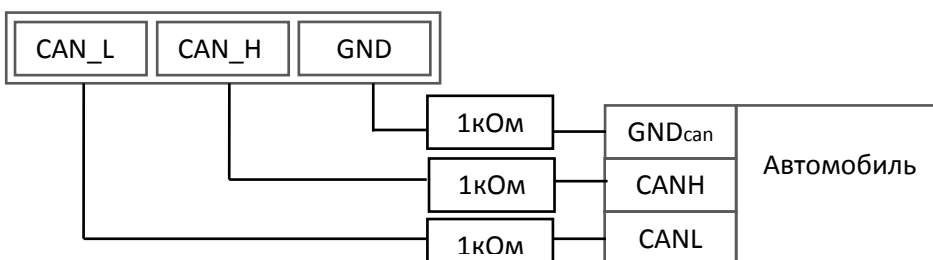 CAN_L CAN_H GND
1кОм GNDcan
1кОм CANH Автомобиль
1кОм CANL